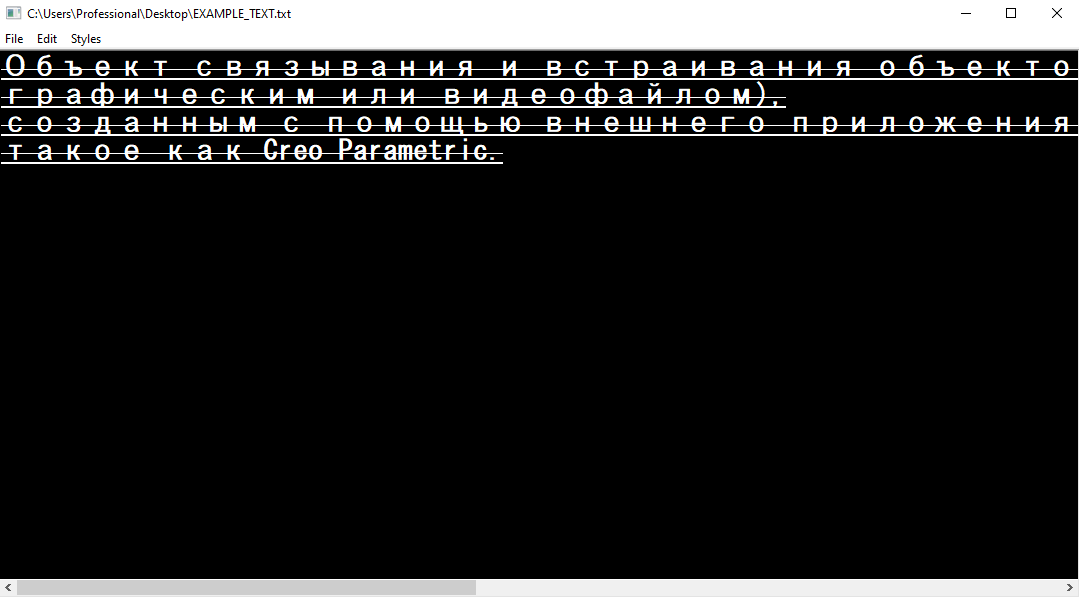 C:\Users\Professional\Desktop\EXAMPLE_TEXT.txt
File Edit Styles
Объект связывания и встраивания объекто
графическим или видеофайлом),
созданным с помощью внешнего приложения
такое как Creo Parametric.